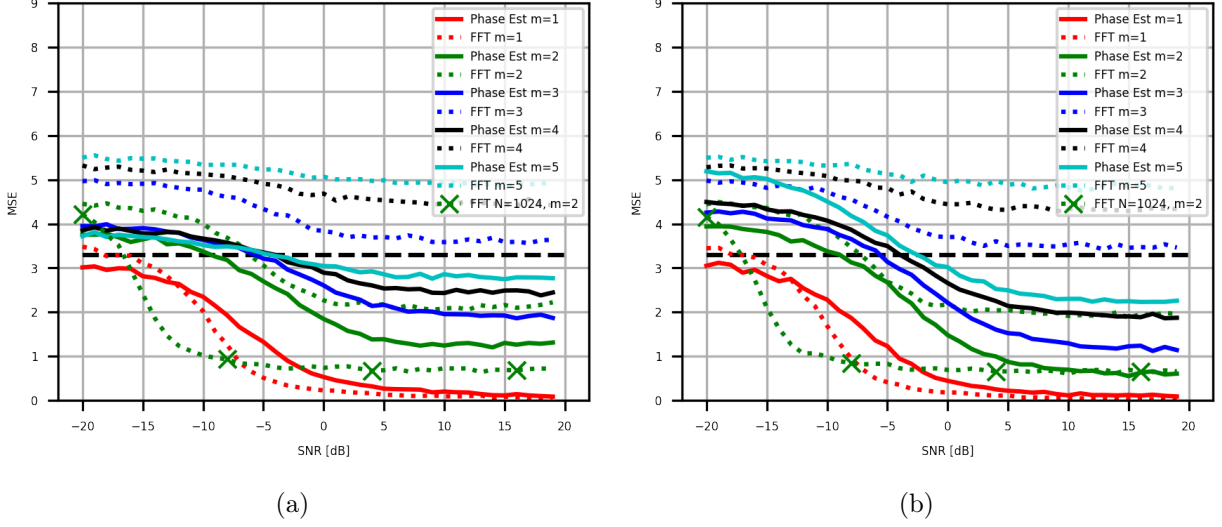 9
8
7
6
5
4
3
2
1
0
MSE
−20
−15
−10
−5
0
5
10
15
20
SNR [dB]
Phase Est m=1
FFT m=1
Phase Est m=2
FFT m=2
Phase Est m=3
FFT m=3
Phase Est m=4
FFT m=4
Phase Est m=5
FFT m=5
FFT N=1024, m=2
(a)
9
8
7
6
5
4
3
2
1
0
MSE
−20
−15
−10
−5
0
5
10
15
20
SNR [dB]
Phase Est m=1
FFT m=1
Phase Est m=2
FFT m=2
Phase Est m=3
FFT m=3
Phase Est m=4
FFT m=4
Phase Est m=5
FFT m=5
FFT N=1024, m=2
(b)